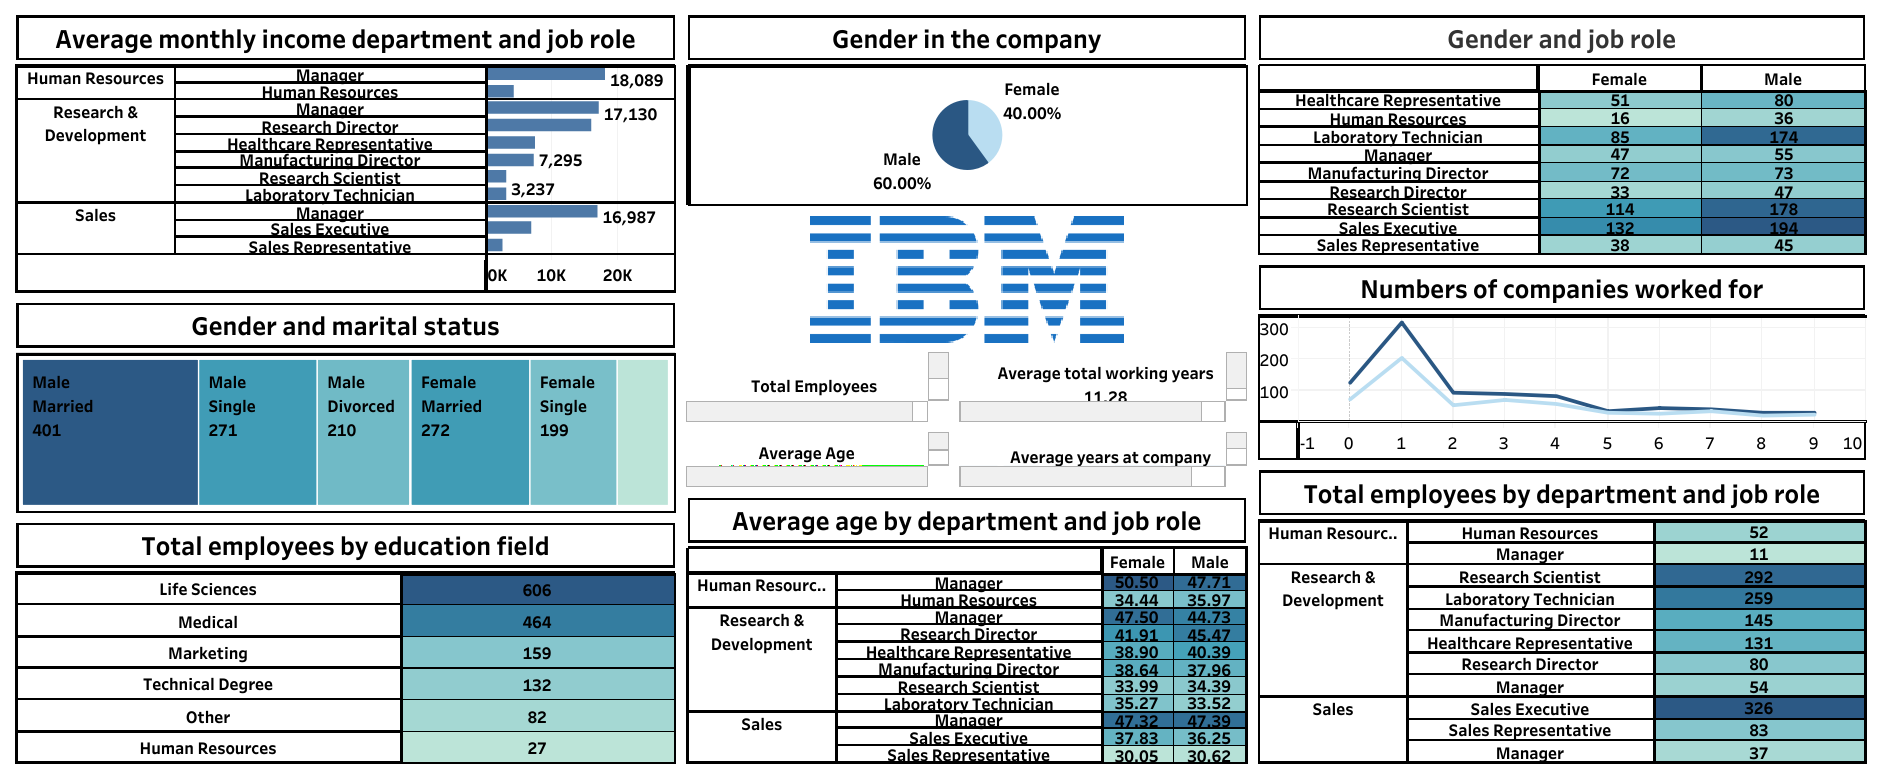 Average monthly income department and job role
Human Resources
Manager
18,089
Human Resources
Research &
Development
Manager
17,130
Research Director
Healthcare Representative
Manufacturing Director
7,295
Research Scientist
Laboratory Technician
3,237
Sales
Manager
16,987
Sales Executive
Sales Representative
0K 10K 20K
Gender and marital status
Male
Married
401
Male
Single
271
Male
Divorced
210
Female
Married
272
Female
Single
199
Total employees by education field
Life Sciences 606
Medical 464
Marketing 159
Technical Degree 132
Other 82
Human Resources 27
Gender in the company
Female
40.00%
Male
60.00%
IBM
Total Employees
Average total working years
11.28
Average Age
Average years at company
Average age by department and job role
Female Male
Human Resourc..
Manager 50.50 47.71
Human Resources 34.44 35.97
Research &
Development
Manager 47.50 44.73
Research Director 41.91 45.47
Healthcare Representative 38.90 40.39
Manufacturing Director 38.64 37.96
Research Scientist 33.99 34.39
Laboratory Technician 35.27 33.52
Sales
Manager 47.32 47.39
Sales Executive 37.83 36.25
Sales Representative 30.05 30.62
Gender and job role
Female Male
Healthcare Representative 51 80
Human Resources 16 36
Laboratory Technician 85 174
Manager 47 55
Manufacturing Director 72 73
Research Director 33 47
Research Scientist 114 178
Sales Executive 132 194
Sales Representative 38 45
Numbers of companies worked for
300
200
100
-1 0 1 2 3 4 5 6 7 8 9 10
Total employees by department and job role
Human Resourc..
Human Resources 52
Manager 11
Research &
Development
Research Scientist 292
Laboratory Technician 259
Manufacturing Director 145
Healthcare Representative 131
Research Director 80
Manager 54
Sales
Sales Executive 326
Sales Representative 83
Manager 37